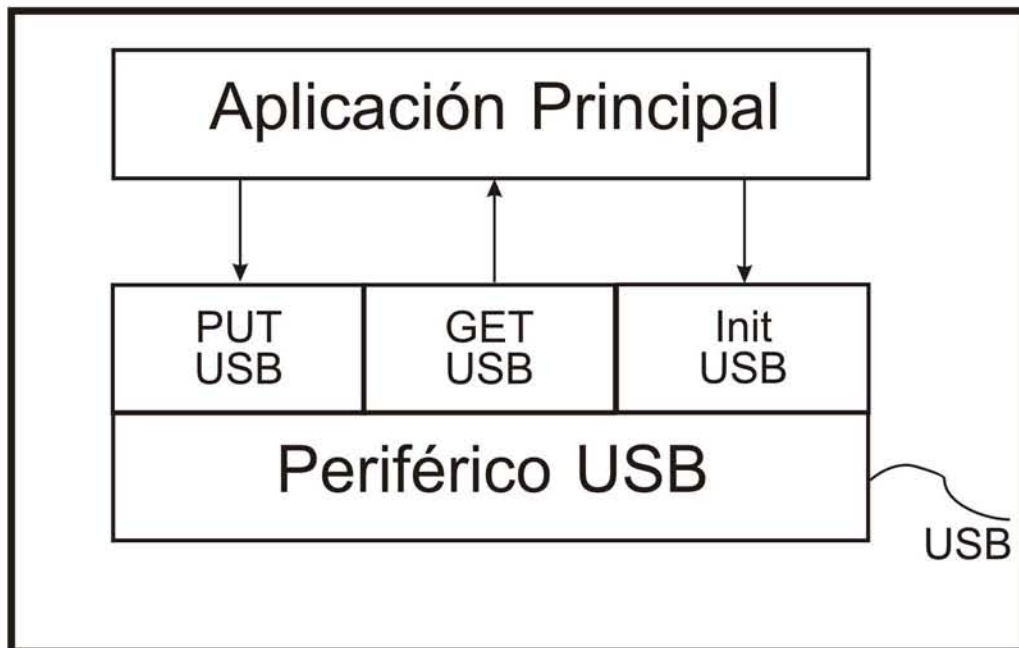 Aplicación Principal
PUT
USB
GET
USB
Init
USB
Periférico USB
USB